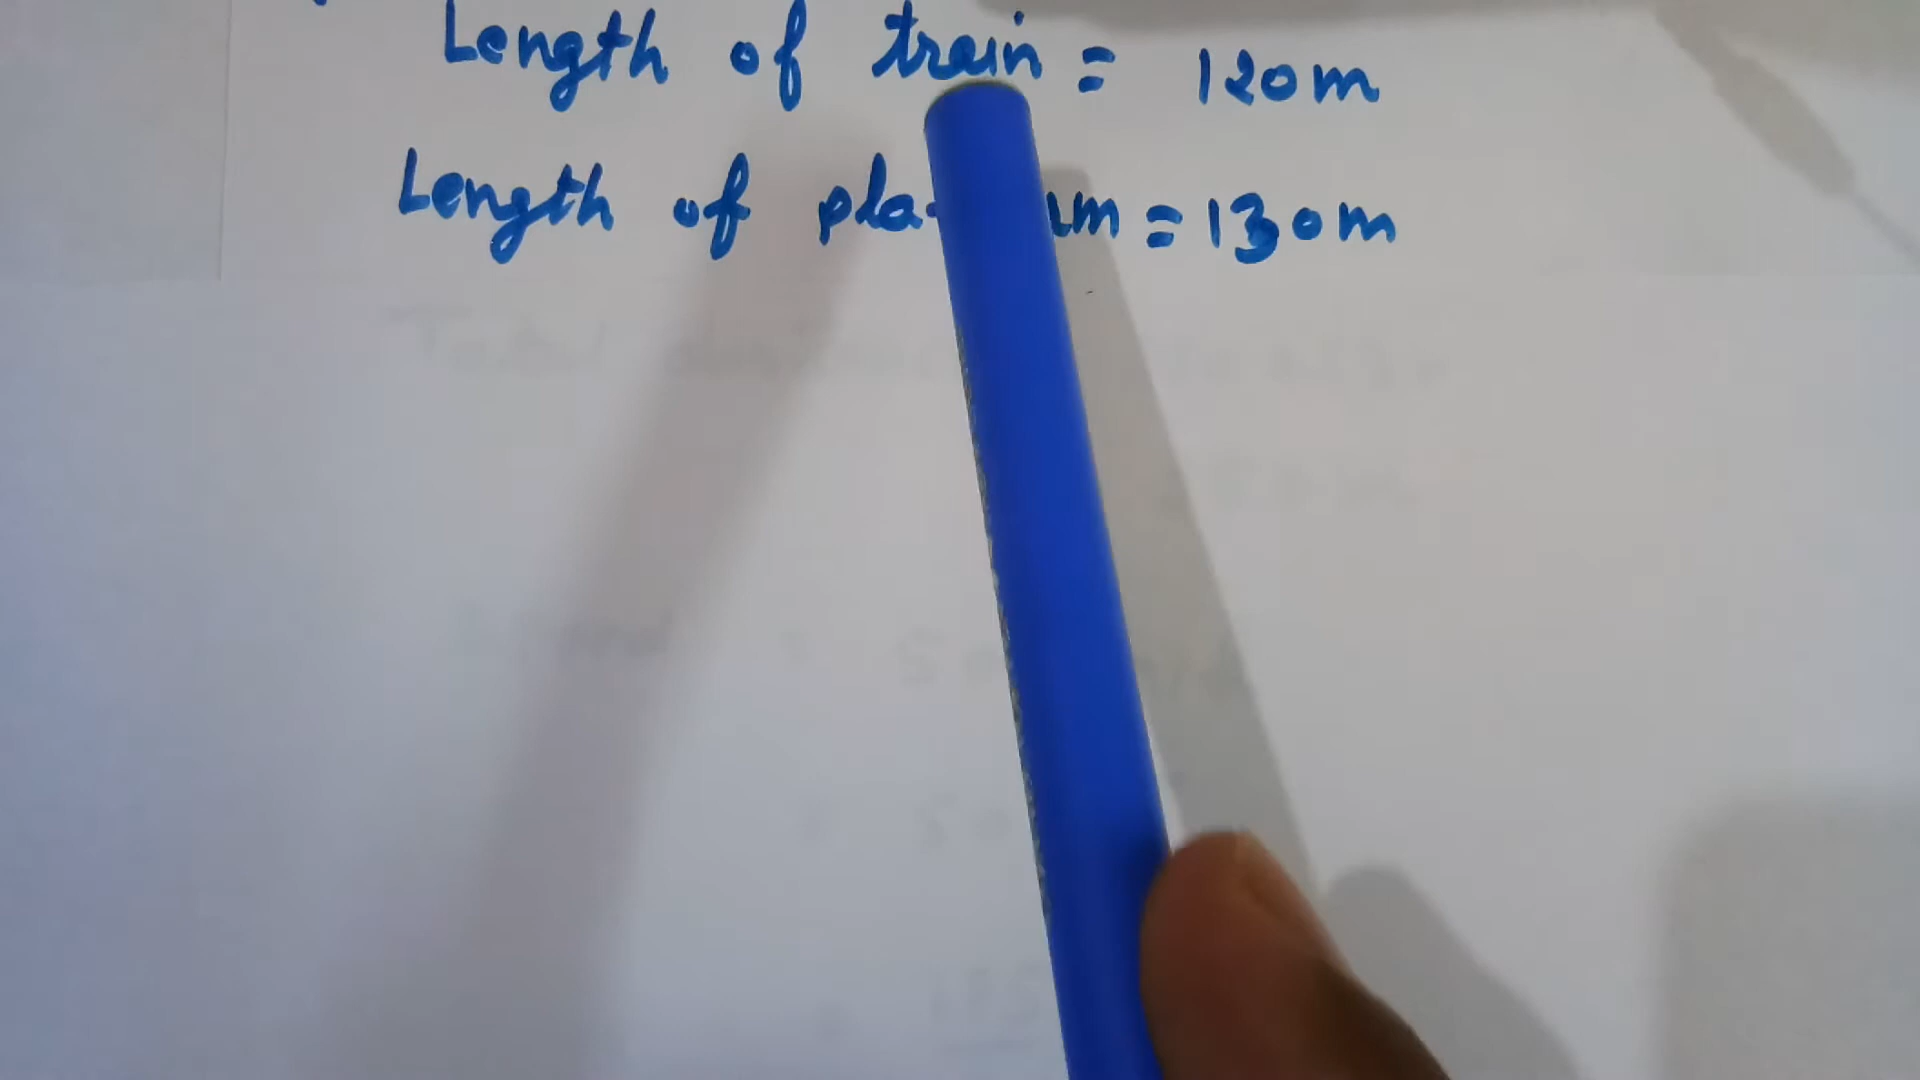 Length of train = 120m
Length of = 130m